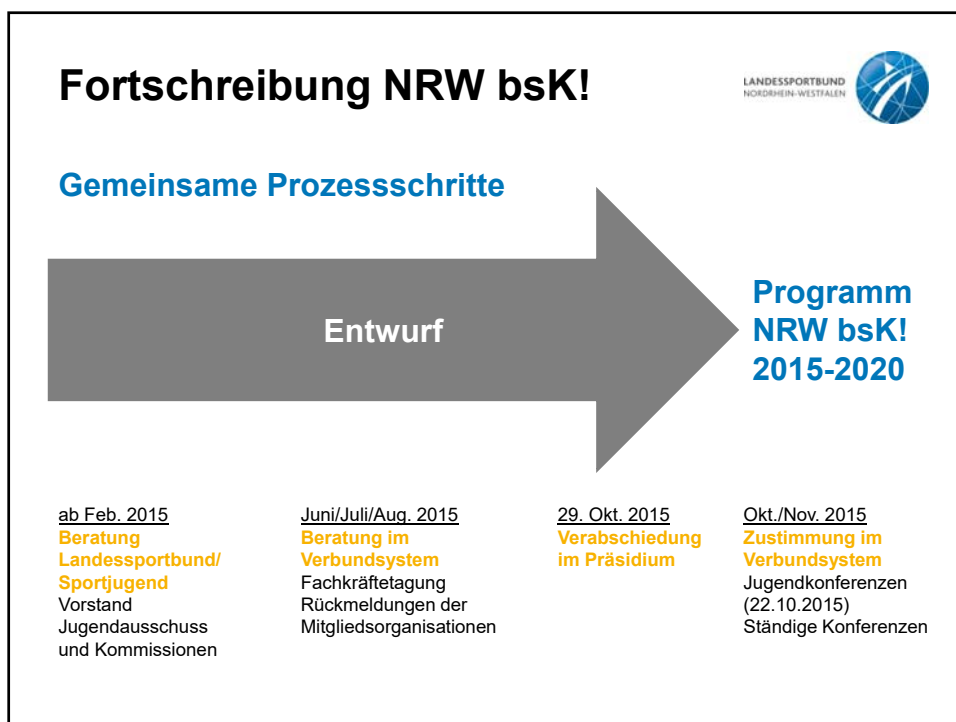 Fortschreibung NRW bsK!
LANDESSPORTBUND
NORDRHEIN-WESTFALEN
Gemeinsame Prozessschritte
Entwurf
Programm
NRW bsK!
2015-2020
ab Feb. 2015
Beratung
Landessportbund/
Sportjugend
Vorstand
Jugendausschuss
und Kommissionen
Juni/Juli/Aug. 2015
Beratung im
Verbundsystem
Fachkräftetagung
Rückmeldungen der
Mitgliedsorganisationen
29. Okt. 2015
Verabschiedung
im Präsidium
Okt./Nov. 2015
Zustimmung im
Verbundsystem
Jugendkonferenzen
(22.10.2015)
Ständige Konferenzen